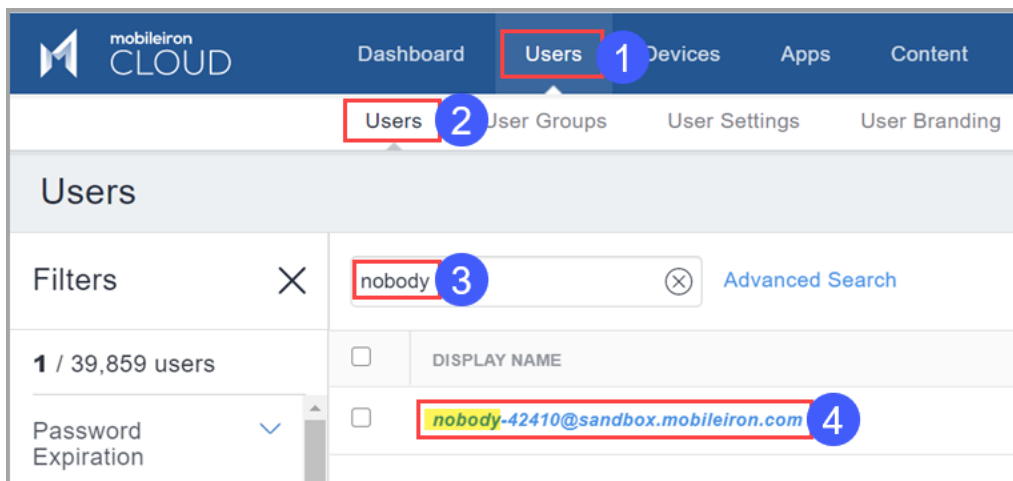 mobileiron
CLOUD
Dashboard
Users
1
Devices
Apps
Content
Users
2
User Groups
User Settings
User Branding
Users
Filters
nobody
3
Advanced Search
1 / 39,859 users
DISPLAY NAME
Password
Expiration
nobody-42410@sandbox.mobileiron.com
4